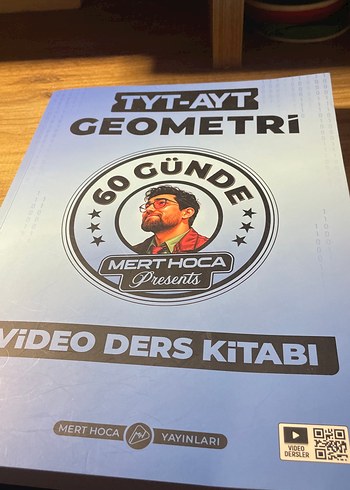 TYT-AYT
GEOMETRİ
60 GÜNDE
MERT HOCA
Presents
VİDEO DERS KİTABI
MERT HOCA YAYINLARI
VİDEO
DERSLER